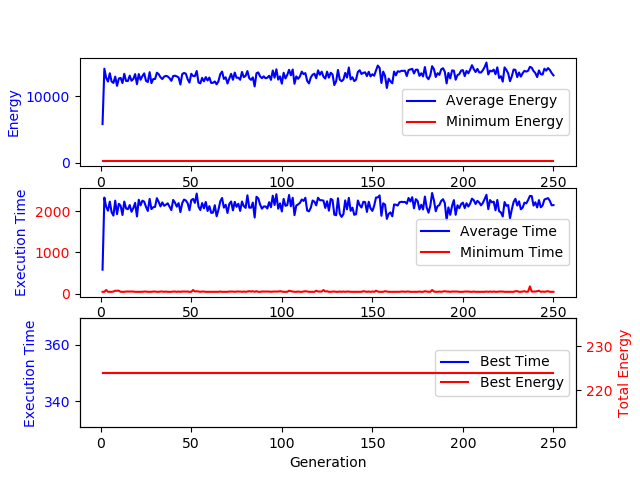 Energy
10000
0
Average Energy
Minimum Energy
0 50 100 150 200 250
Execution Time
2000
1000
0
Average Time
Minimum Time
0 50 100 150 200 250
Execution Time
360
340
Best Time
Best Energy
230
220
Total Energy
0 50 100 150 200 250
Generation